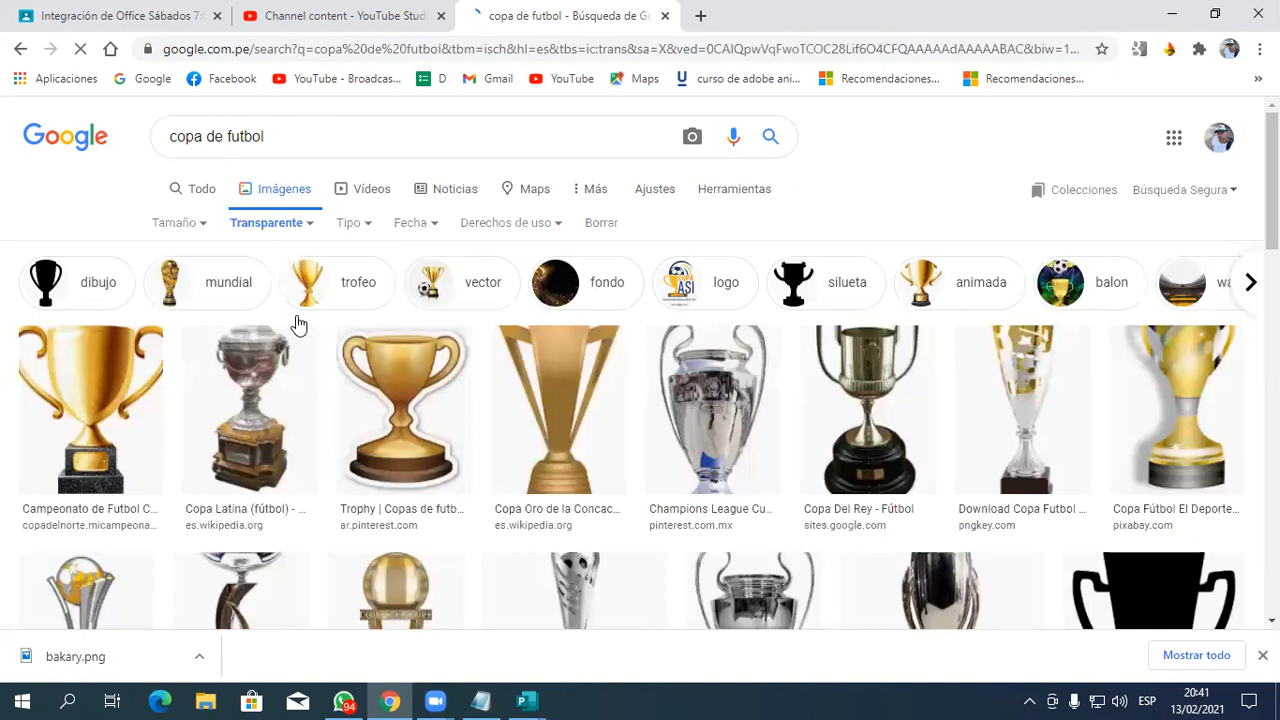 Integración de Office Sábados 7:
Channel content - YouTube Studi
copa de futbol - Búsqueda de Go
google.com.pe/search?q=copa%20de%20futbol&tbm=isch&hl=es&tbs=ic:trans&sa=X&ved=0CAIQpwVqFwoTCOC28Lif6O4CFQAAAAAdAAAAABAC&biw=1...
Aplicaciones Google Facebook YouTube - Broadcas... D Gmail YouTube Maps curso de adobe ani... Recomendaciones... Recomendaciones... »
Google
copa de futbol
Todo Imágenes Vídeos Noticias Maps Más Ajustes Herramientas Colecciones Búsqueda Segura
Tamaño Transparente Tipo Fecha Derechos de uso Borrar
dibujo mundial trofeo vector fondo logo silueta animada balon wa
Campeonato de Futbol C... Copa Latina (fútbol) - ... Trophy | Copas de futb... Copa Oro de la Concac... Champions League Cu... Copa Del Rey - Fútbol Download Copa Futbol ... Copa Fútbol El Deporte...
copadelnorte.micampeona... es.wikipedia.org ar.pinterest.com es.wikipedia.org pinterest.com.mx sites.google.com pngkey.com pixabay.com
bakary.png
Mostrar todo
94
ESP
20:41
13/02/2021